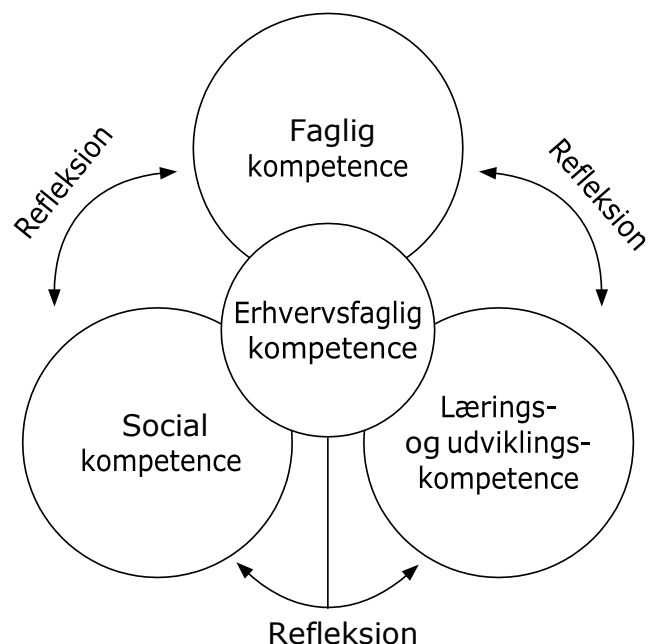 Faglig
kompetence
Refleksion
Refleksion
Erhvervsfaglig
kompetence
Social
kompetence
Lærings-
og udviklings-
kompetence
Refleksion